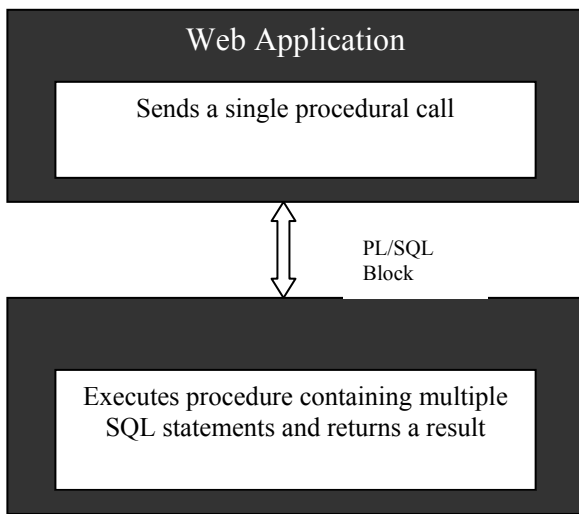 Web Application
Sends a single procedural call
PL/SQL
Block
Executes procedure containing multiple
SQL statements and returns a result